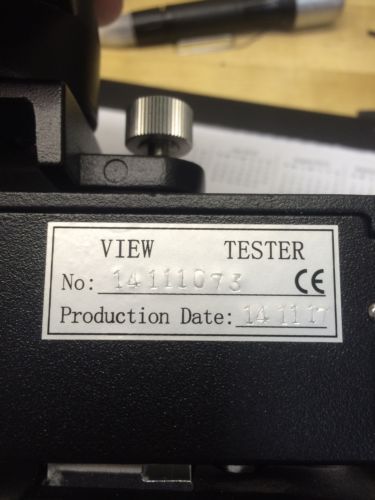 VIEW TESTER
No: 14111073 CE
Production Date: 141117